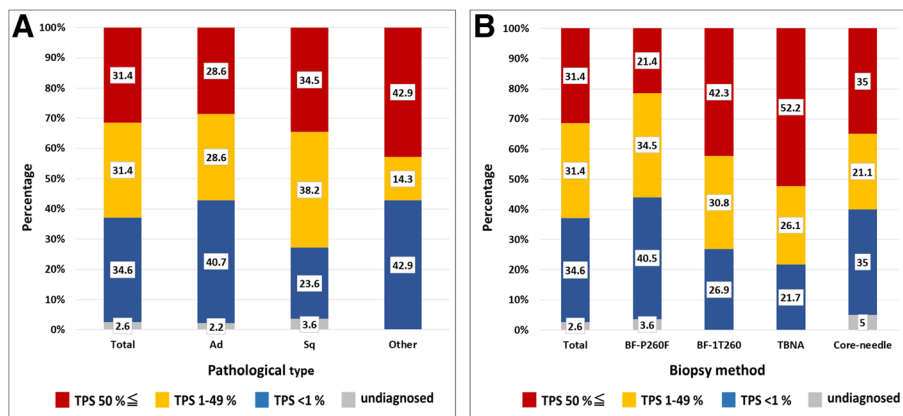 A
100%
90%
80%
70%
60%
50%
40%
30%
20%
10%
0%
Percentage
31.4 28.6 34.5 42.9
31.4 28.6 38.2 14.3
34.6 40.7 23.6 42.9
2.6 2.2 3.6
Total Ad Sq Other
Pathological type
TPS 50 %≦ TPS 1-49 % TPS <1 % undiagnosed
B
100%
90%
80%
70%
60%
50%
40%
30%
20%
10%
0%
Percentage
31.4 21.4 42.3 52.2 35
31.4 34.5 30.8 26.1 21.1
34.6 40.5 26.9 21.7 35
2.6 3.6 5
Total BF-P260F BF-1T260 TBNA Core-needle
Biopsy method
TPS 50 %≦ TPS 1-49 % TPS <1 % undiagnosed